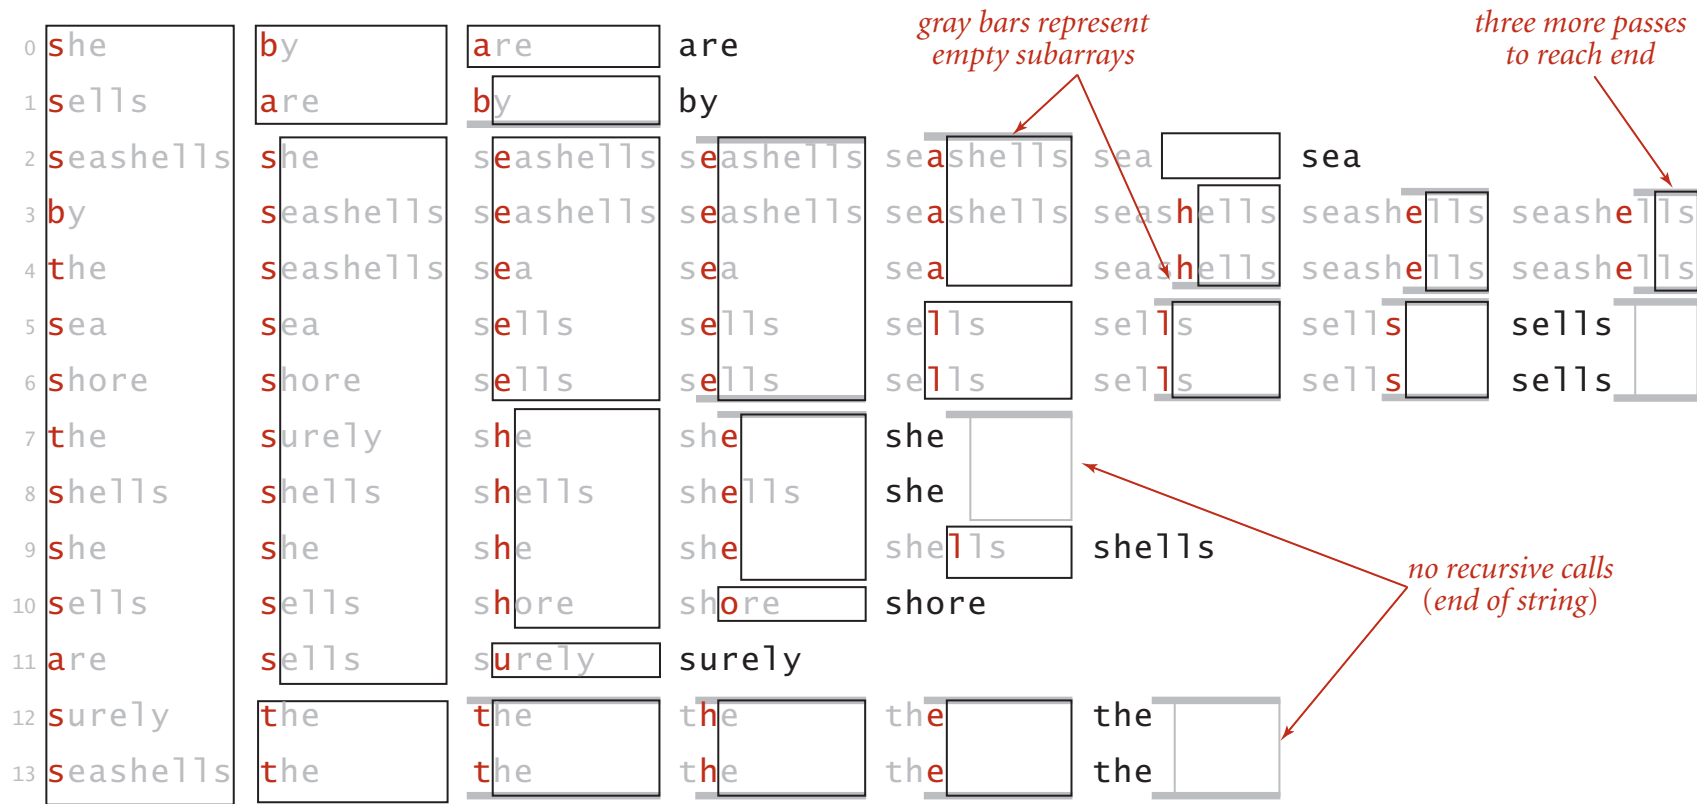 gray bars represent
empty subarrays
three more passes
to reach end
0 she by are are
1 sells are by by
2 seashells she seashells seashells seashells sea sea
3 by seashells seashells seashells seashells seashells seashells seashells
4 the seashells sea sea sea seashells seashells seashells
5 sea sea sells sells sells sells sells sells
6 shore shore sells sells sells sells sells sells
7 the surely she she she
8 shells shells shells shells she
9 she she she she shells shells
10 sells sells shore shore shore
11 are sells surely surely
12 surely the the the the the
13 seashells the the the the the
no recursive calls
(end of string)